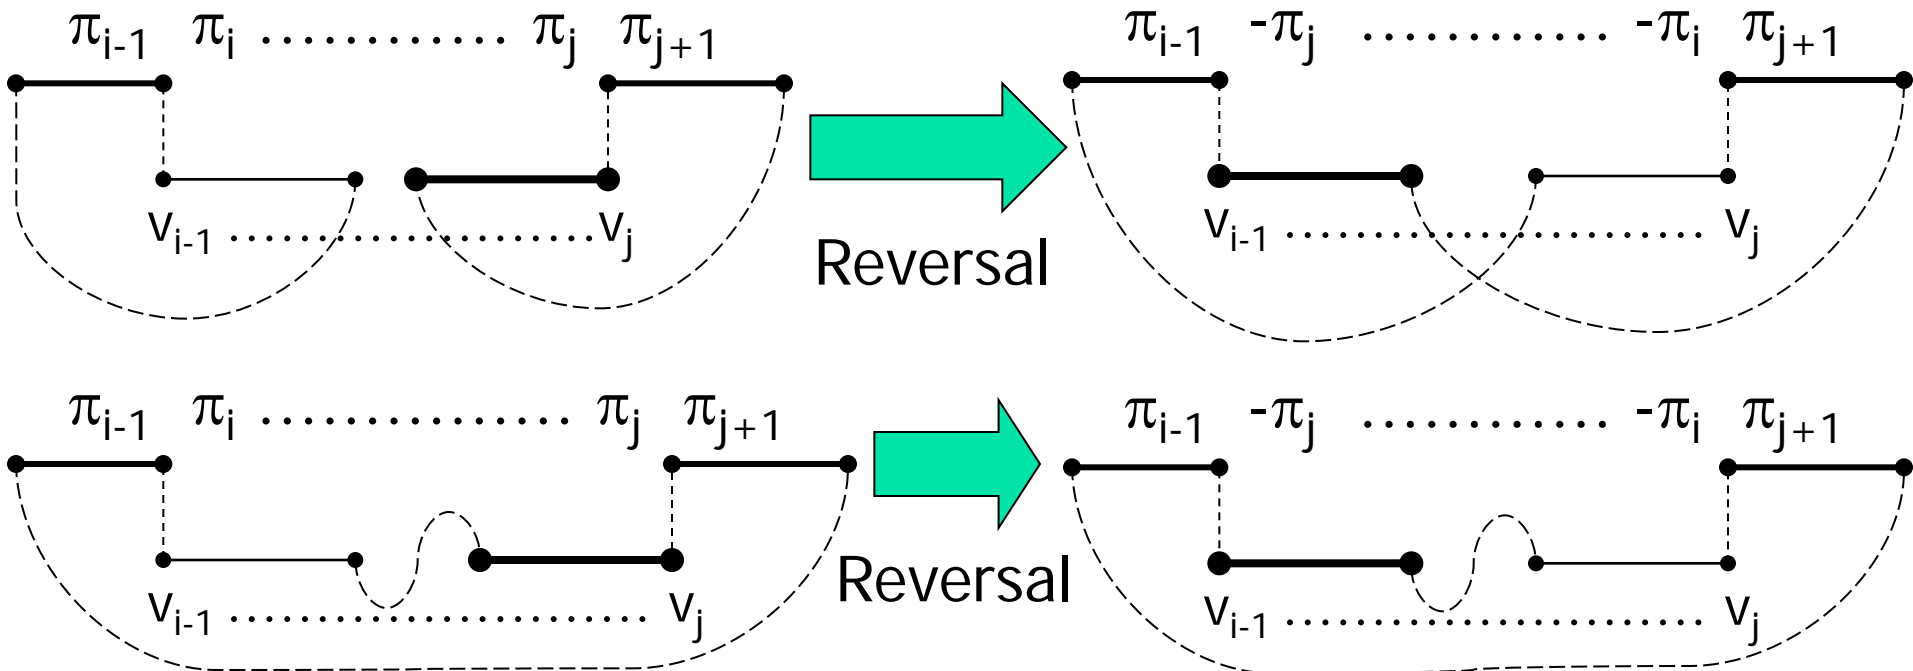 πi-1 πi ............. πj πj+1
πi-1 -πj ............. -πi πj+1
vi-1 .................... vj
vi-1 ...................... vj
Reversal
πi-1 πi ................ πj πj+1
πi-1 -πj ............. -πi πj+1
Reversal
vi-1 ...................... vj
vi-1 ...................... vj